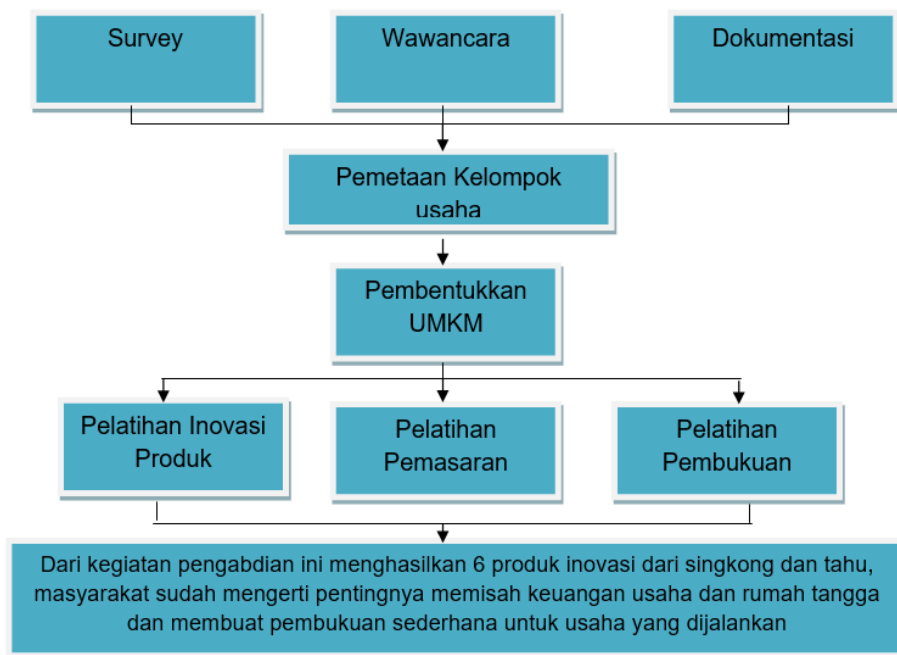 Survey
Wawancara
Dokumentasi
Pemetaan Kelompok
usaha
Pembentukkan
UMKM
Pelatihan Inovasi
Produk
Pelatihan
Pemasaran
Pelatihan
Pembukuan
Dari kegiatan pengabdian ini menghasilkan 6 produk inovasi dari singkong dan tahu,
masyarakat sudah mengerti pentingnya memisah keuangan usaha dan rumah tangga
dan membuat pembukuan sederhana untuk usaha yang dijalankan